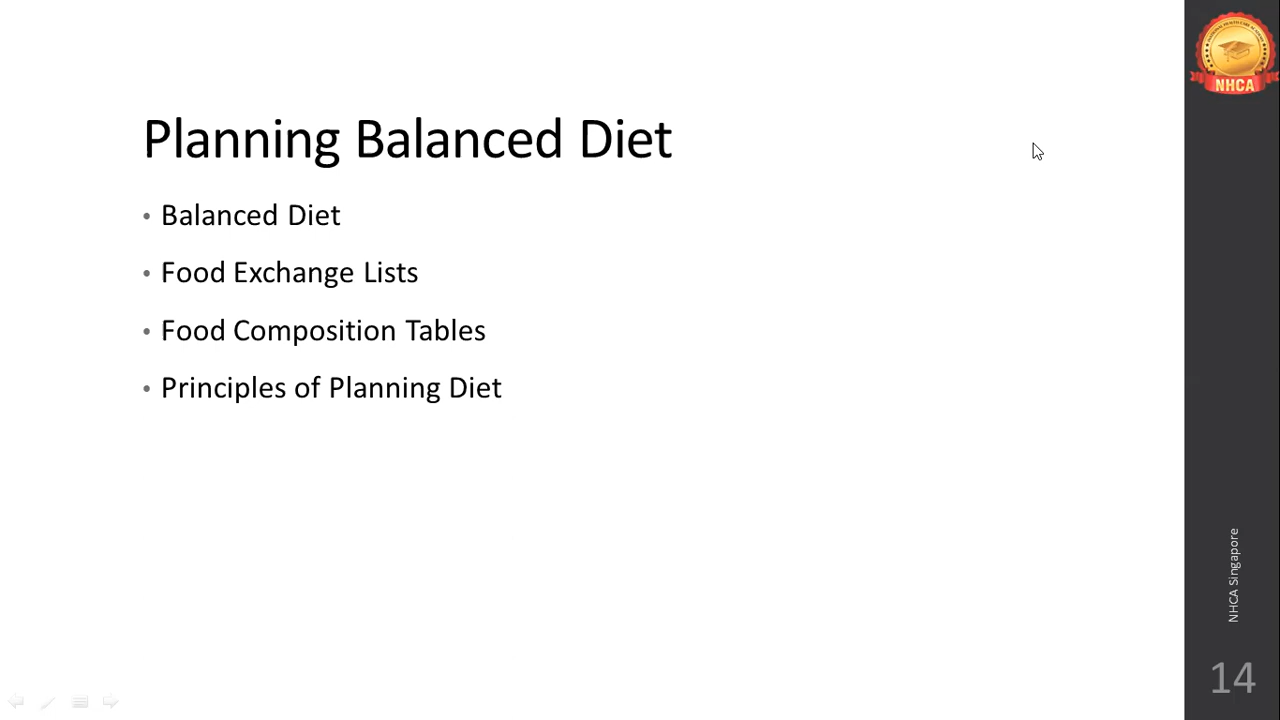 Planning Balanced Diet
• Balanced Diet
• Food Exchange Lists
• Food Composition Tables
• Principles of Planning Diet
NHCA
NHCA Singapore
14